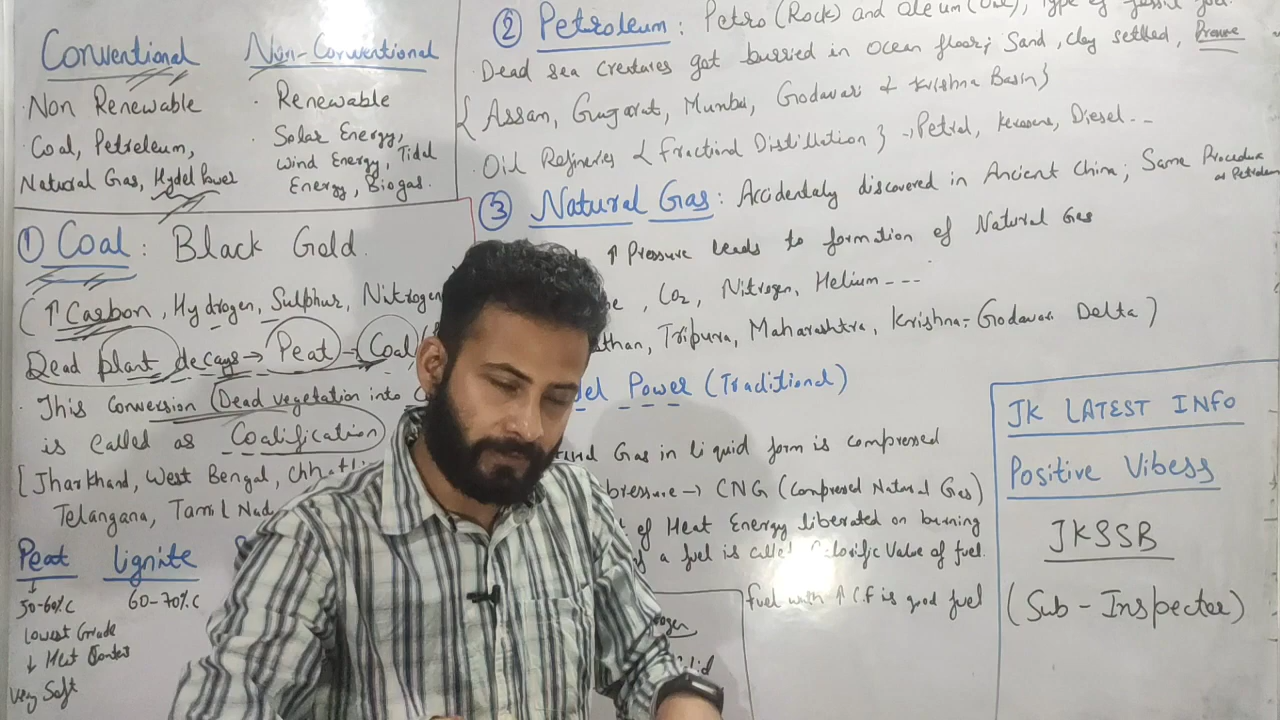 Conventional
Non Renewable
Coal, Petroleum,
Natural Gas, Hydel Power
Non-Conventional
Renewable
Solar Energy,
Wind Energy, Tidal
Energy, Biogas.
① Coal : Black Gold.
(↑ Carbon, Hydrogen, Sulphur, Nitrogen
Dead plant decays → Peat → Coal
This Conversion (Dead vegetation into
is called as Coalification
[Jharkhand, West Bengal,
Telangana, Tamil Nad
Peat
↓
50-60% C
Lowest Grade
↓ Heat
Very Soft
Lignite
60-70% C
② Petroleum : Petro (Rock) and oleum (Oil), Type of fossil fuel.
Dead sea creatures got burried in ocean floor; Sand, clay settled,
{Assam, Gugarat, Mumbai, Godavari & Krishna Basin}
Oil Refineries & Fractional Distillation } → Petrol, Kerosene, Diesel --
③ Natural Gas : Accidentaly discovered in Ancient China; Same Procedure
as Petroleum
↑ Pressure leads to formation of Natural Gas
, CO2, Nitrogen, Helium ---
than, Tripura, Maharashtra, Krishna-Godavari Delta)
del Power (Traditional)
Gas in liquid form is compressed
pressure → CNG (Compressed Natural Gas)
of Heat Energy liberated on burning
of a fuel is called Calorific Value of fuel.
fuel with ↑ C.F is good fuel
JK LATEST INFO
Positive Vibess
JKSSB
(Sub-Inspector)